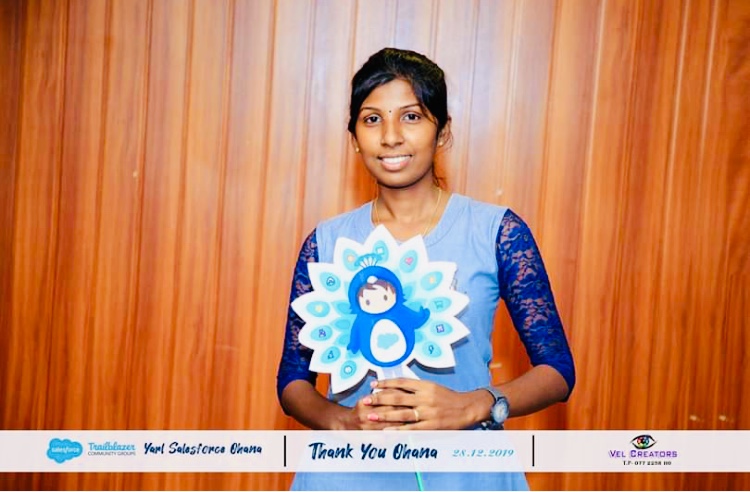 salesforce
Trailblazer
COMMUNITY GROUPS
Yarl Salesforce Ohana
Thank You Ohana
28.12.2019
VEL CREATORS